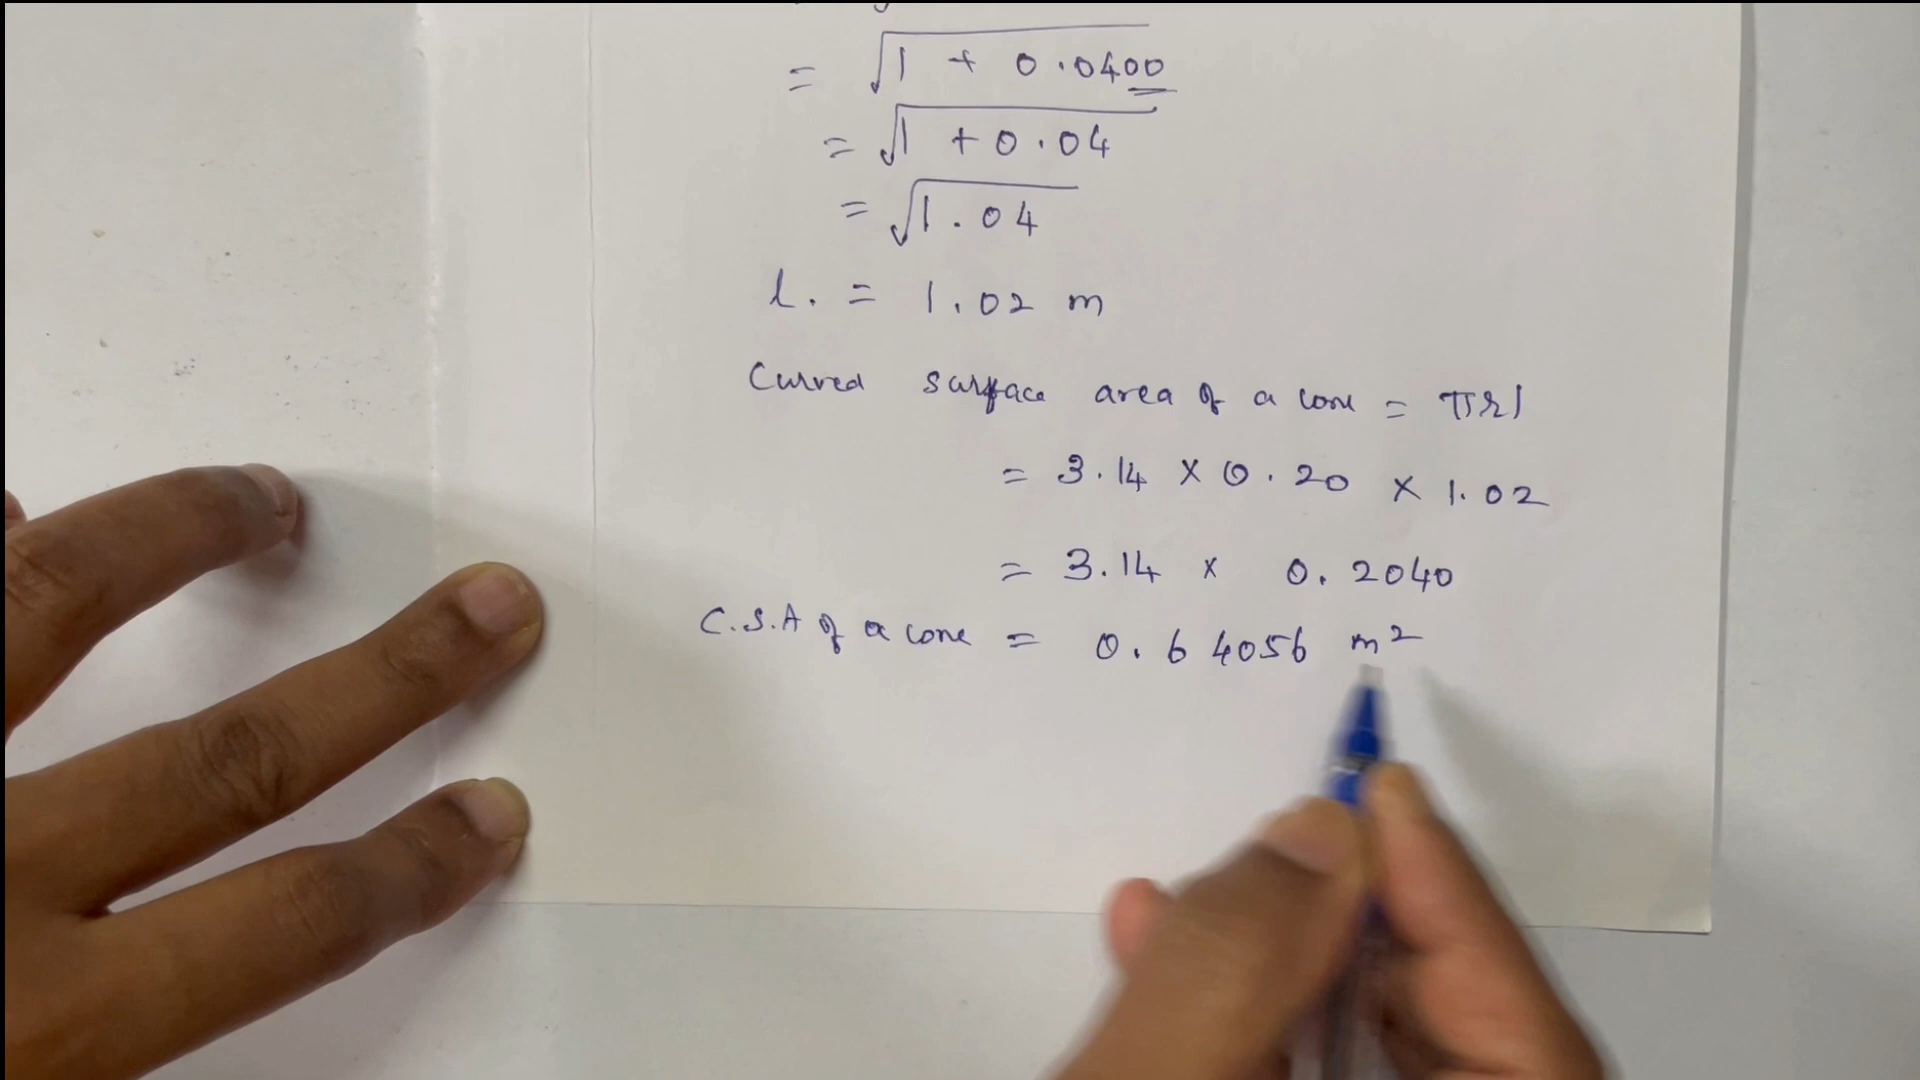 = √1 + 0.0400
= √1 + 0.04
= √1.04
l. = 1.02 m
Curved surface area of a cone = πrl
= 3.14 × 0.20 × 1.02
= 3.14 × 0.2040
C.S.A of a cone = 0.64056 m²